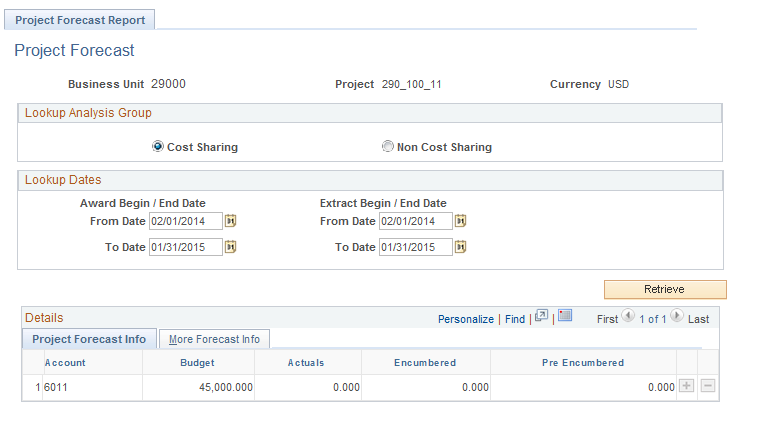 Project Forecast Report
Project Forecast
Business Unit 29000 Project 290_100_11 Currency USD
Lookup Analysis Group
Cost Sharing Non Cost Sharing
Lookup Dates
Award Begin / End Date Extract Begin / End Date
From Date 02/01/2014 From Date 02/01/2014
To Date 01/31/2015 To Date 01/31/2015
Retrieve
Details Personalize | Find | | First 1 of 1 Last
Project Forecast Info More Forecast Info
Account Budget Actuals Encumbered Pre Encumbered
1 6011 45,000.000 0.000 0.000 0.000